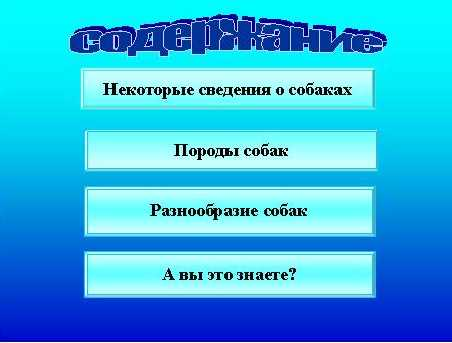 содержание
Некоторые сведения о собаках
Породы собак
Разнообразие собак
А вы это знаете?